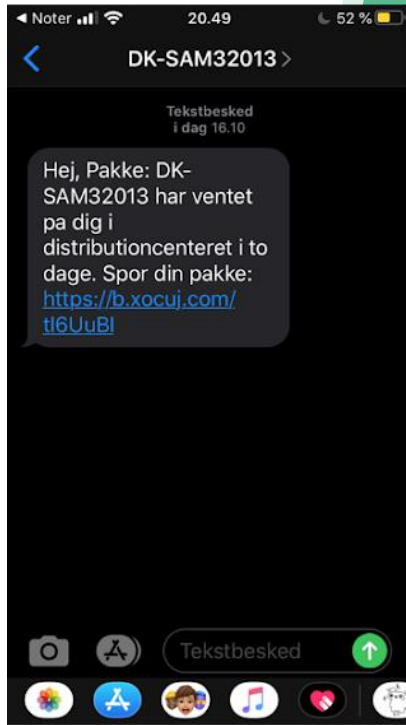 Noter 20.49 52 %
DK-SAM32013
Tekstbesked
i dag 16.10
Hej, Pakke: DK-
SAM32013 har ventet
pa dig i
distributioncenteret i to
dage. Spor din pakke:
https://b.xocuj.com/
tI6UuBI
Tekstbesked